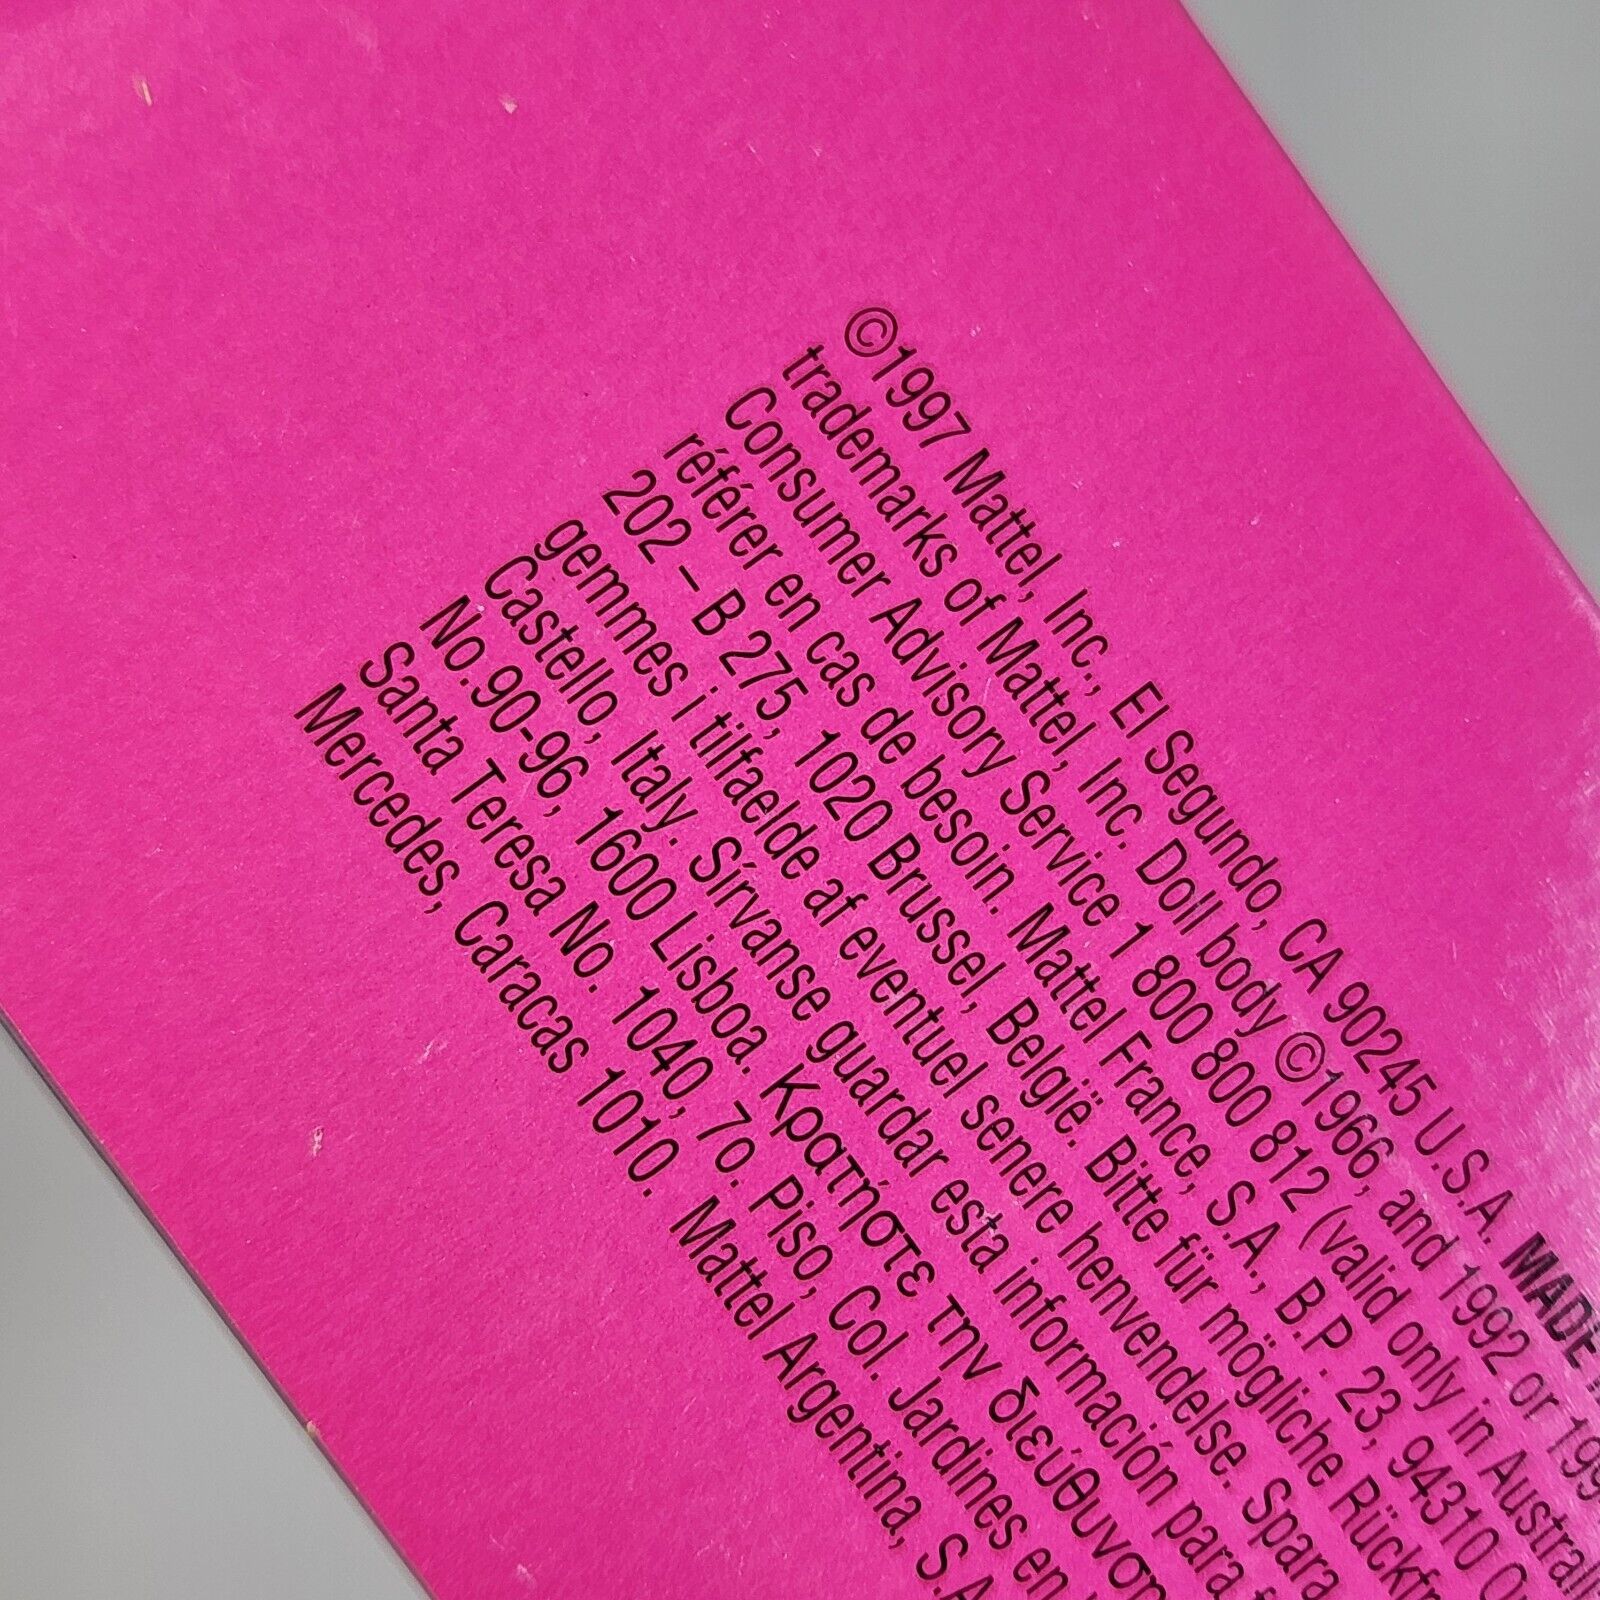 ©1997 Mattel, Inc., El Segundo, CA 90245 U.S.A. MADE
trademarks of Mattel, Inc. Doll body ©1966, and 1992 or
Consumer Advisory Service 1 800 800 812 (valid only in
référer en cas de besoin. Mattel France, S.A., B.P. 23, 94310
202 – B 275, 1020 Brussel, België. Bitte für mögliche
gemmes i tilfaelde af eventuel senere henvendelse. Spara
Castello, Italy. Sírvanse guardar esta información para
No.90-96, 1600 Lisboa. Κρατήστε την
Santa Teresa No. 1040, 7o. Piso, Col. Jardines en
Mercedes, Caracas 1010. Mattel Argentina,